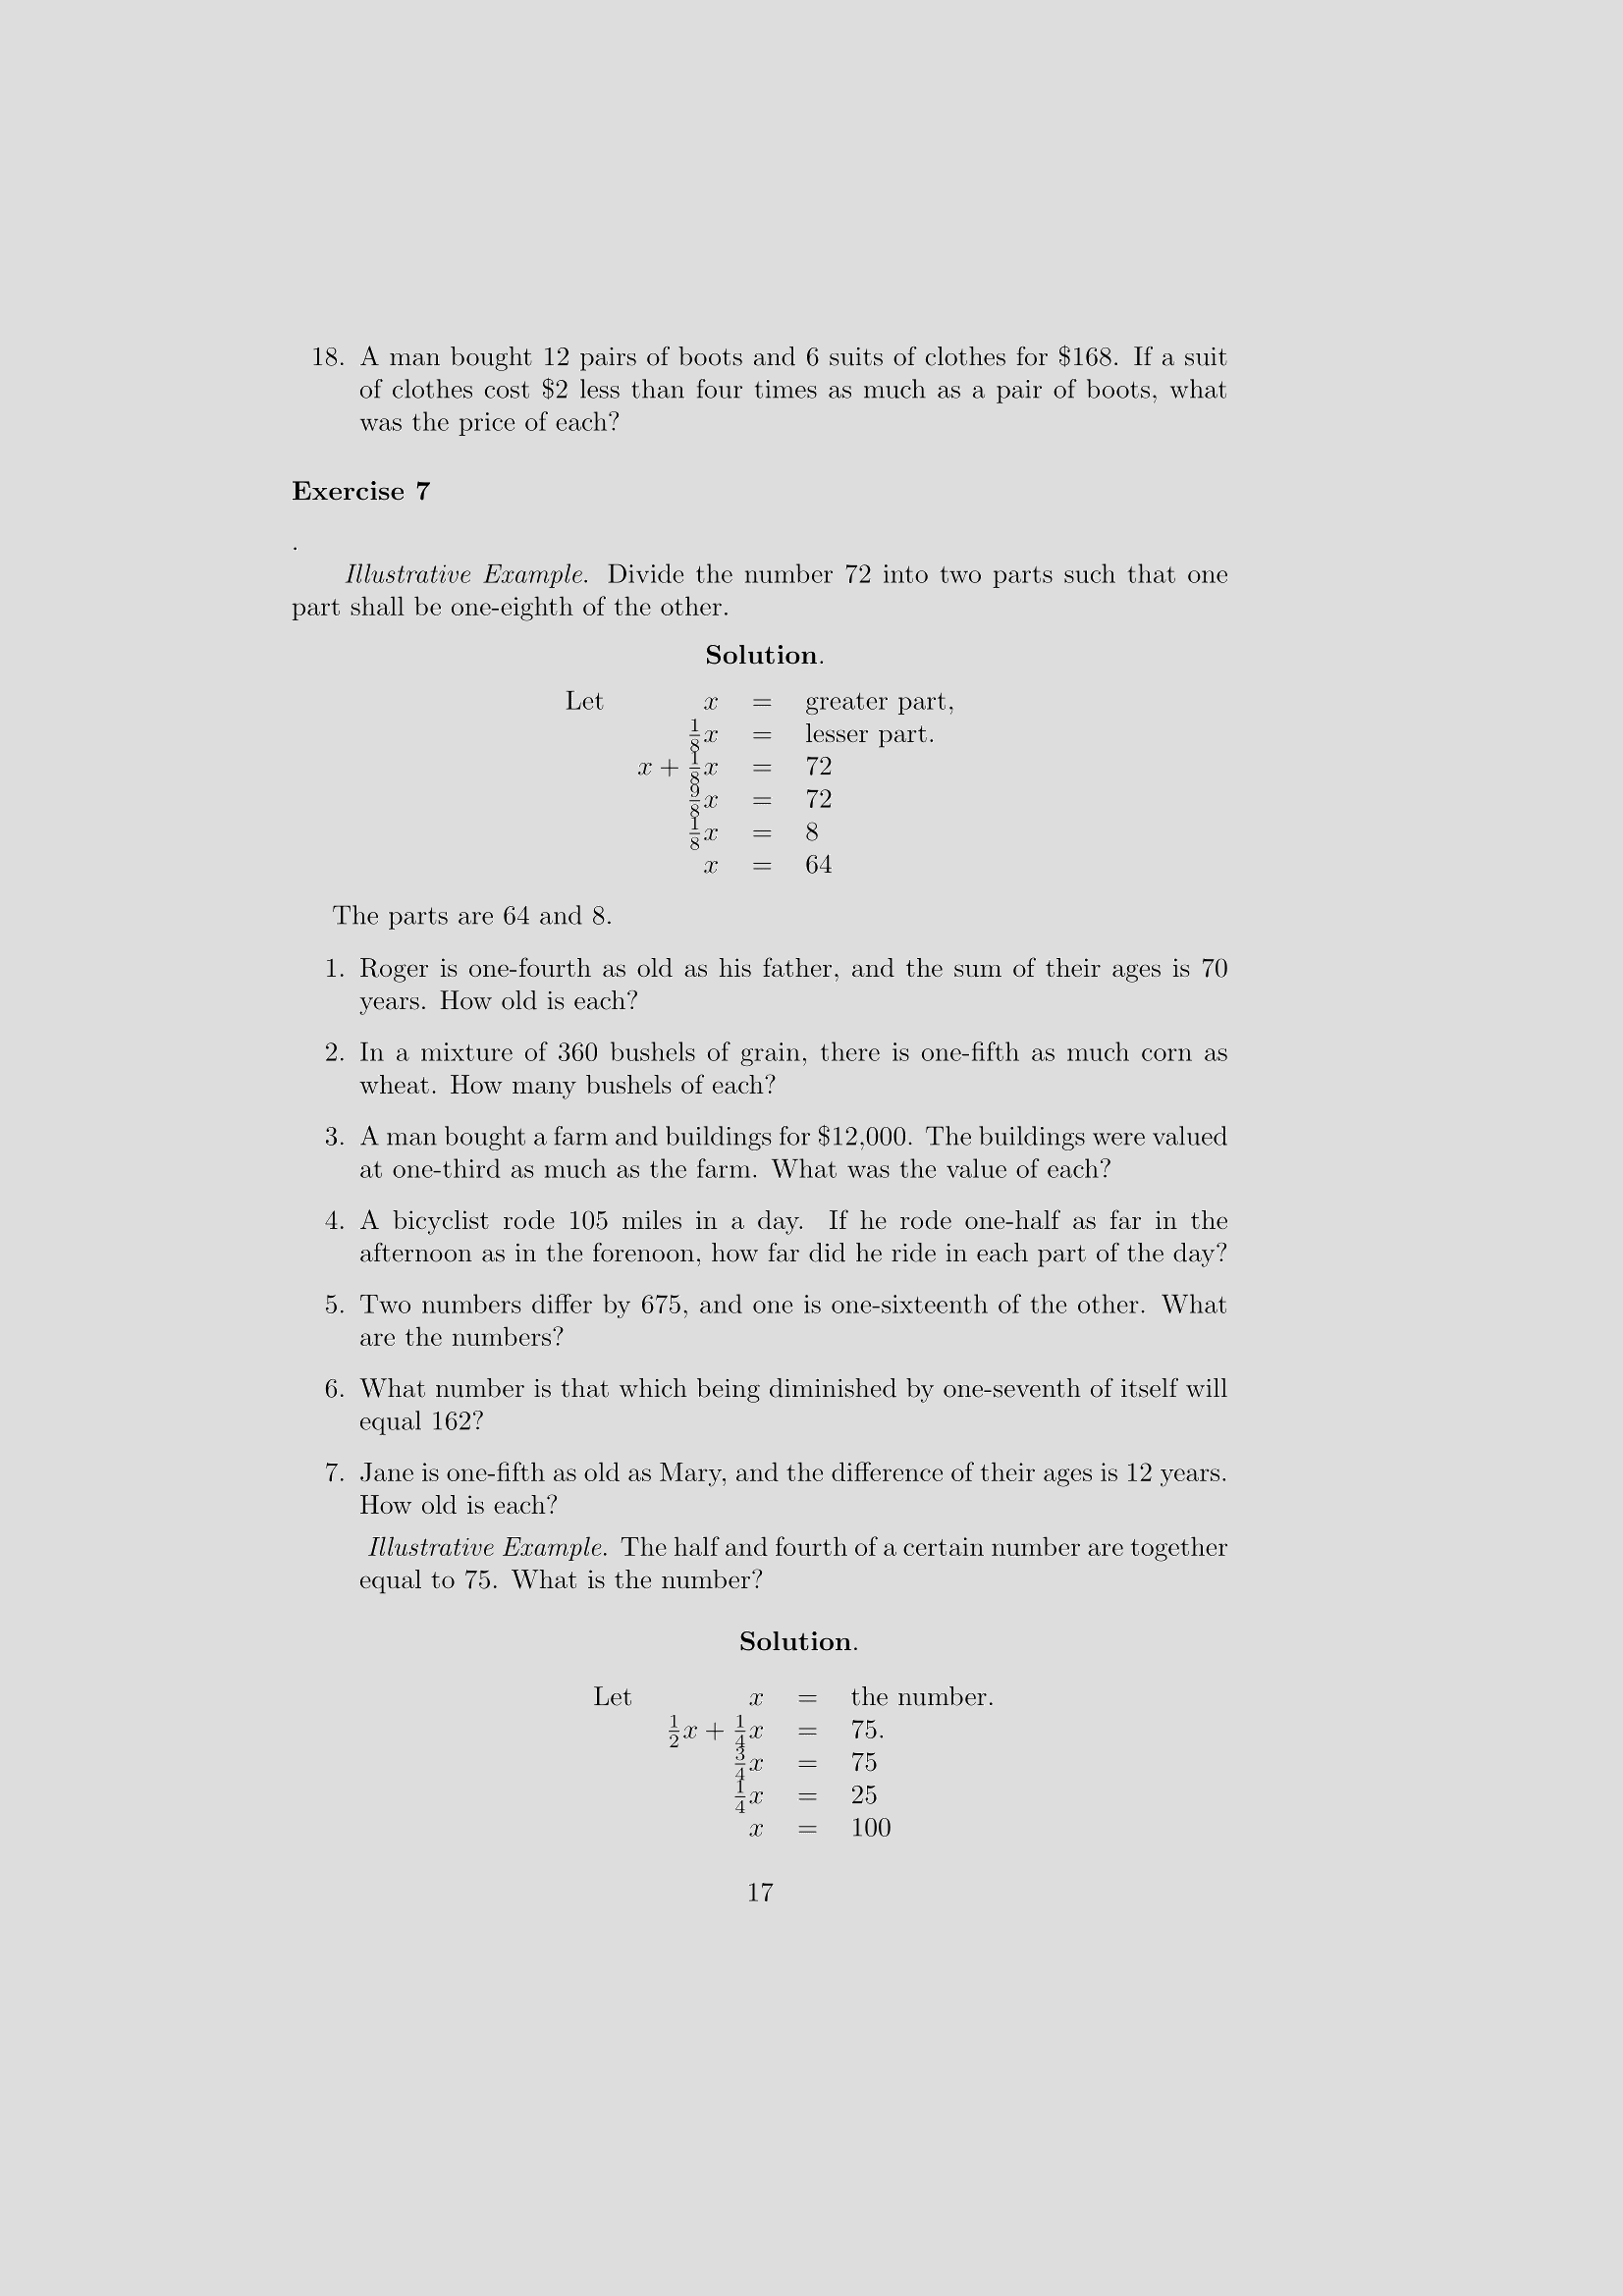 18. A man bought 12 pairs of boots and 6 suits of clothes for $168. If a suit
of clothes cost $2 less than four times as much as a pair of boots, what
was the price of each?
Exercise 7
.
Illustrative Example. Divide the number 72 into two parts such that one
part shall be one-eighth of the other.
Solution.
Let x = greater part,
1/8 x = lesser part.
x + 1/8 x = 72
9/8 x = 72
1/8 x = 8
x = 64
The parts are 64 and 8.
1. Roger is one-fourth as old as his father, and the sum of their ages is 70
years. How old is each?
2. In a mixture of 360 bushels of grain, there is one-fifth as much corn as
wheat. How many bushels of each?
3. A man bought a farm and buildings for $12,000. The buildings were valued
at one-third as much as the farm. What was the value of each?
4. A bicyclist rode 105 miles in a day. If he rode one-half as far in the
afternoon as in the forenoon, how far did he ride in each part of the day?
5. Two numbers differ by 675, and one is one-sixteenth of the other. What
are the numbers?
6. What number is that which being diminished by one-seventh of itself will
equal 162?
7. Jane is one-fifth as old as Mary, and the difference of their ages is 12 years.
How old is each?
Illustrative Example. The half and fourth of a certain number are together
equal to 75. What is the number?
Solution.
Let x = the number.
1/2 x + 1/4 x = 75.
3/4 x = 75
1/4 x = 25
x = 100
17